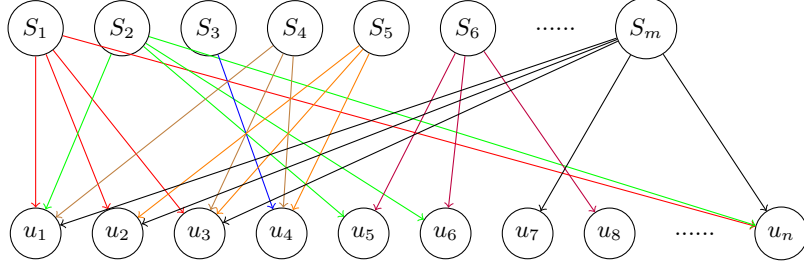 S₁ S₂ S₃ S₄ S₅ S₆ ...... Sₘ
u₁ u₂ u₃ u₄ u₅ u₆ u₇ u₈ ...... uₙ